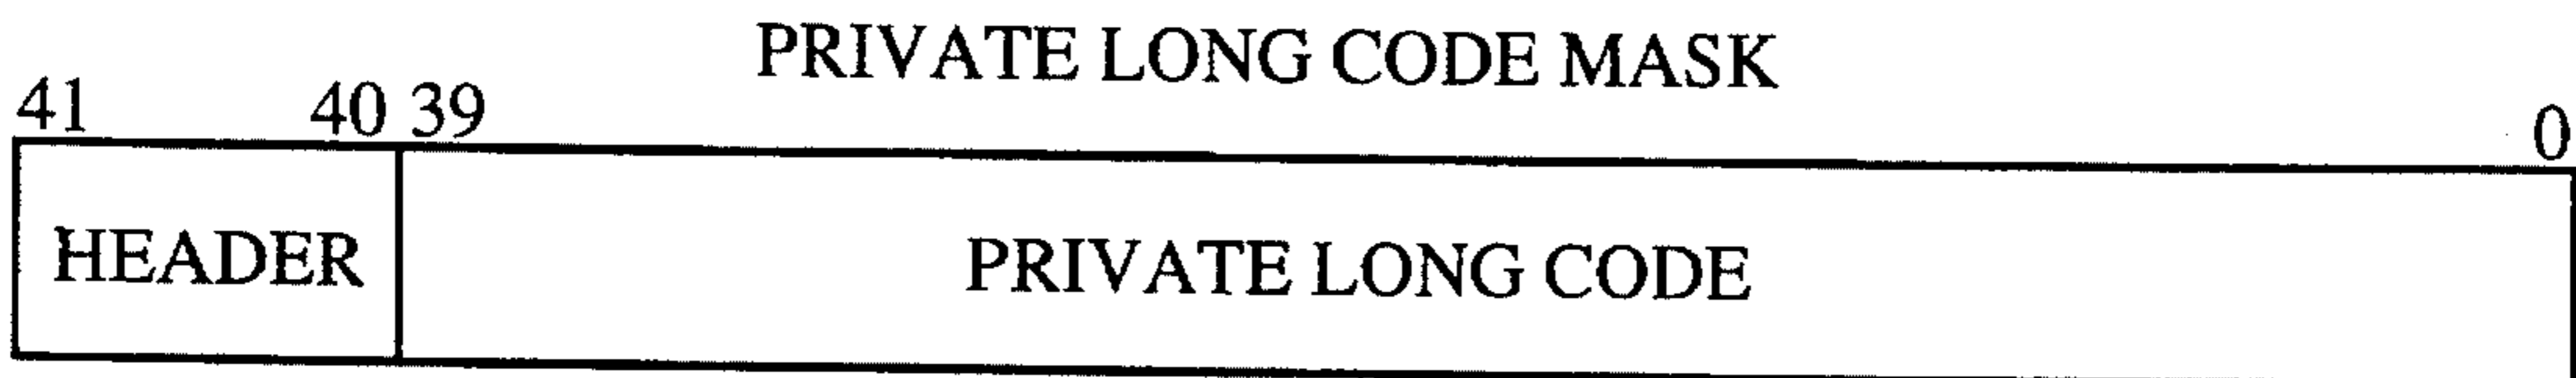 PRIVATE LONG CODE MASK
41 40 39 0
HEADER PRIVATE LONG CODE